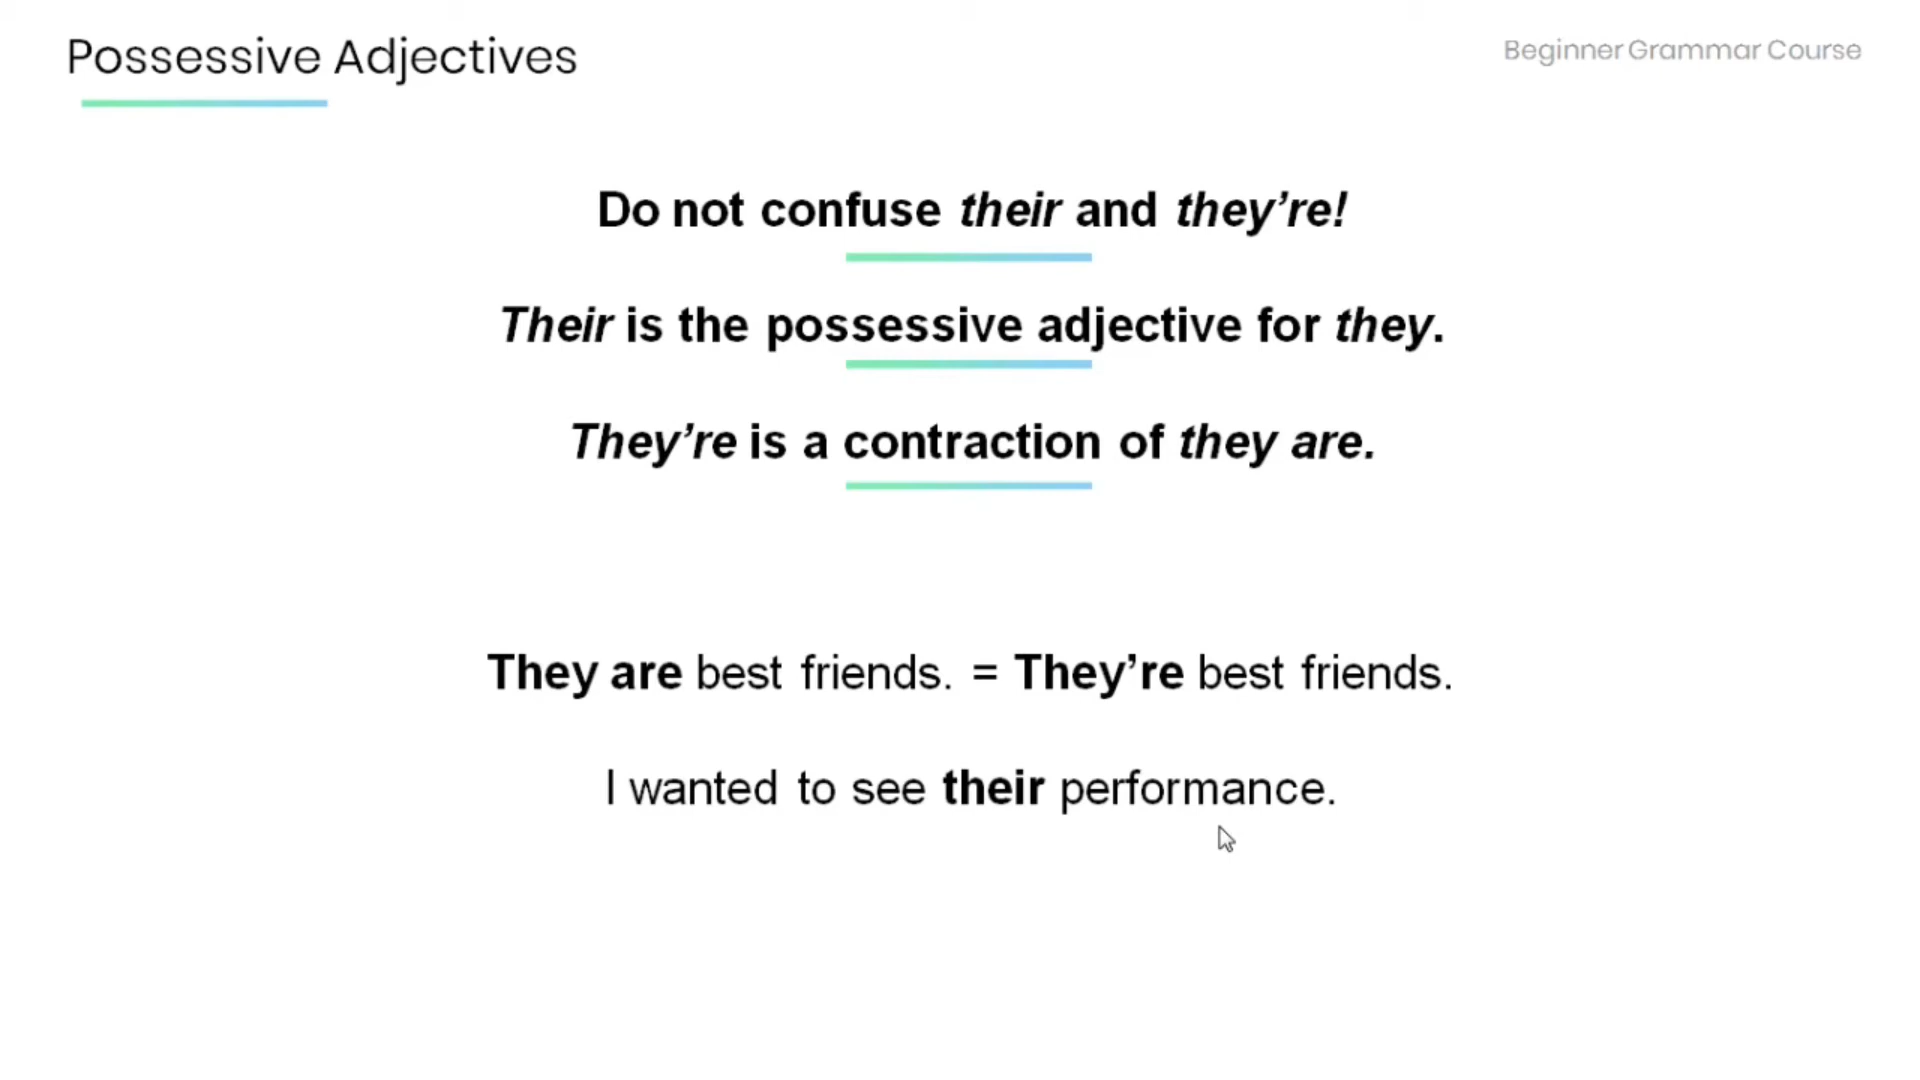 Possessive Adjectives
Beginner Grammar Course
Do not confuse their and they’re!
Their is the possessive adjective for they.
They’re is a contraction of they are.
They are best friends. = They’re best friends.
I wanted to see their performance.